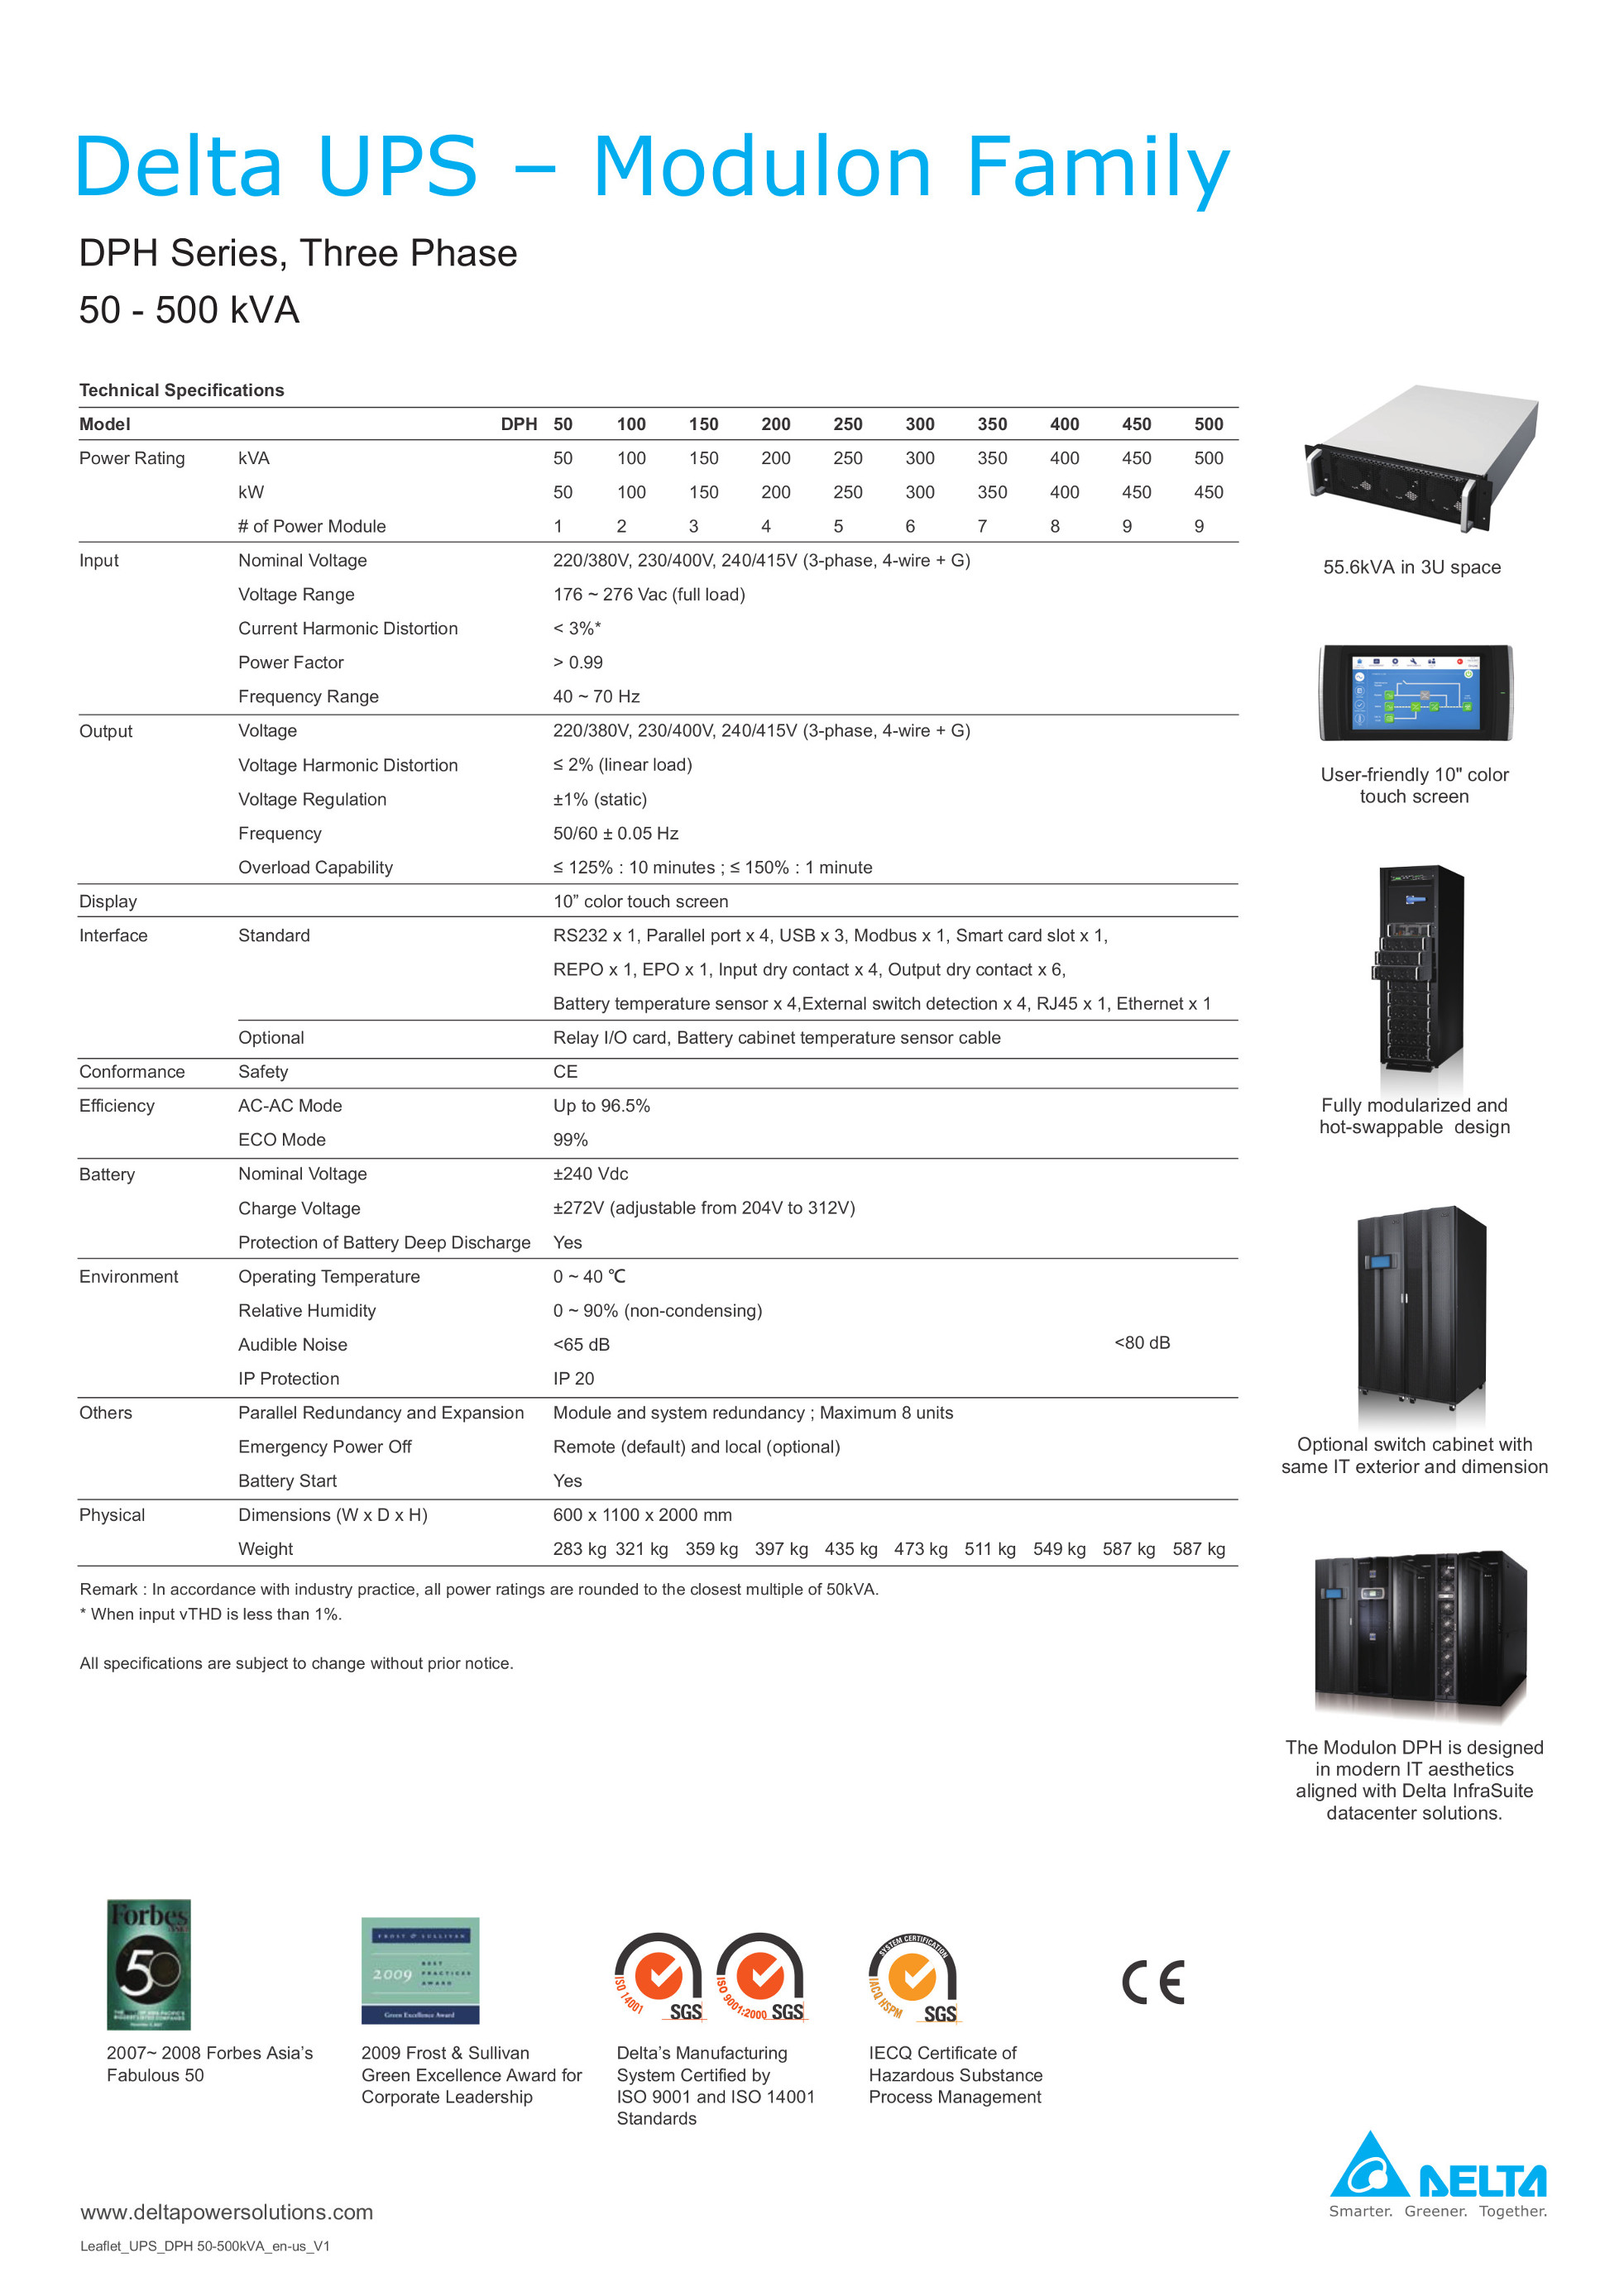 Delta UPS – Modulon Family
DPH Series, Three Phase
50 - 500 kVA
Technical Specifications
Model DPH 50 100 150 200 250 300 350 400 450 500
Power Rating kVA 50 100 150 200 250 300 350 400 450 500
kW 50 100 150 200 250 300 350 400 450 450
# of Power Module 1 2 3 4 5 6 7 8 9 9
Input Nominal Voltage 220/380V, 230/400V, 240/415V (3-phase, 4-wire + G)
Voltage Range 176 ~ 276 Vac (full load)
Current Harmonic Distortion < 3%*
Power Factor > 0.99
Frequency Range 40 ~ 70 Hz
Output Voltage 220/380V, 230/400V, 240/415V (3-phase, 4-wire + G)
Voltage Harmonic Distortion ≤ 2% (linear load)
Voltage Regulation ±1% (static)
Frequency 50/60 ± 0.05 Hz
Overload Capability ≤ 125% : 10 minutes ; ≤ 150% : 1 minute
Display 10” color touch screen
Interface Standard RS232 x 1, Parallel port x 4, USB x 3, Modbus x 1, Smart card slot x 1,
REPO x 1, EPO x 1, Input dry contact x 4, Output dry contact x 6,
Battery temperature sensor x 4,External switch detection x 4, RJ45 x 1, Ethernet x 1
Optional Relay I/O card, Battery cabinet temperature sensor cable
Conformance Safety CE
Efficiency AC-AC Mode Up to 96.5%
ECO Mode 99%
Battery Nominal Voltage ±240 Vdc
Charge Voltage ±272V (adjustable from 204V to 312V)
Protection of Battery Deep Discharge Yes
Environment Operating Temperature 0 ~ 40 ℃
Relative Humidity 0 ~ 90% (non-condensing)
Audible Noise <65 dB <80 dB
IP Protection IP 20
Others Parallel Redundancy and Expansion Module and system redundancy ; Maximum 8 units
Emergency Power Off Remote (default) and local (optional)
Battery Start Yes
Physical Dimensions (W x D x H) 600 x 1100 x 2000 mm
Weight 283 kg 321 kg 359 kg 397 kg 435 kg 473 kg 511 kg 549 kg 587 kg 587 kg
Remark : In accordance with industry practice, all power ratings are rounded to the closest multiple of 50kVA.
* When input vTHD is less than 1%.
All specifications are subject to change without prior notice.
55.6kVA in 3U space
User-friendly 10" color
touch screen
Fully modularized and
hot-swappable design
Optional switch cabinet with
same IT exterior and dimension
The Modulon DPH is designed
in modern IT aesthetics
aligned with Delta InfraSuite
datacenter solutions.
Forbes
50
2007~ 2008 Forbes Asia’s
Fabulous 50
FROST & SULLIVAN
2009 BEST
PRACTICES
AWARD
Green Excellence Award
2009 Frost & Sullivan
Green Excellence Award for
Corporate Leadership
ISO 14001
SGS
ISO 9001:2000
SGS
Delta’s Manufacturing
System Certified by
ISO 9001 and ISO 14001
Standards
SYSTEM CERTIFICATION
IACQ HSPM
SGS
IECQ Certificate of
Hazardous Substance
Process Management
CE
DELTA
Smarter. Greener. Together.
www.deltapowersolutions.com
Leaflet_UPS_DPH 50-500kVA_en-us_V1